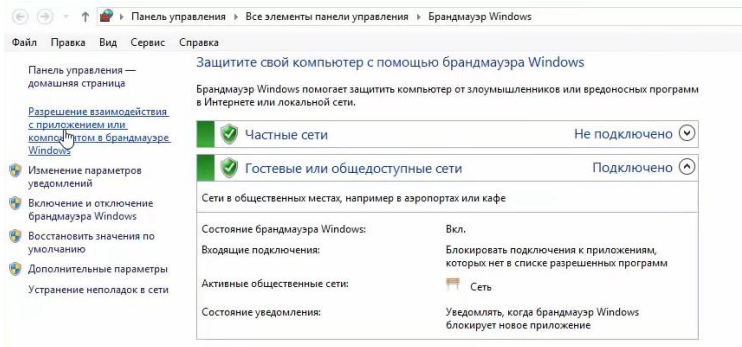 Панель управления Все элементы панели управления Брандмауэр Windows
Файл Правка Вид Сервис Справка
Панель управления —
домашняя страница
Разрешение взаимодействия
с приложением или
компонентом в брандмауэре
Windows
Изменение параметров
уведомлений
Включение и отключение
брандмауэра Windows
Восстановить значения по
умолчанию
Дополнительные параметры
Устранение неполадок в сети
Защитите свой компьютер с помощью брандмауэра Windows
Брандмауэр Windows помогает защитить компьютер от злоумышленников или вредоносных программ
в Интернете или локальной сети.
Частные сети Не подключено
Гостевые или общедоступные сети Подключено
Сети в общественных местах, например в аэропортах или кафе
Состояние брандмауэра Windows: Вкл.
Входящие подключения: Блокировать подключения к приложениям,
которых нет в списке разрешенных программ
Активные общественные сети: Сеть
Состояние уведомления: Уведомлять, когда брандмауэр Windows
блокирует новое приложение